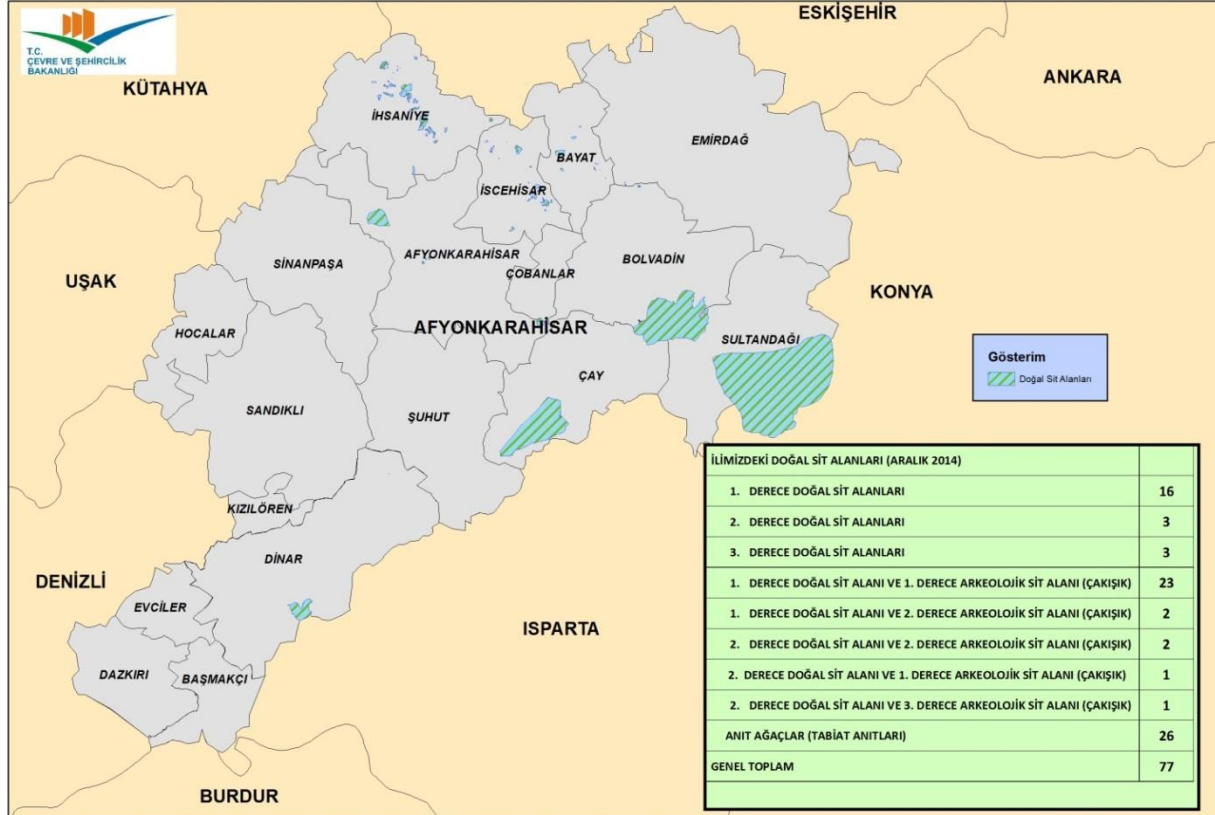 T.C.
ÇEVRE VE ŞEHİRCİLİK
BAKANLIĞI
ESKİŞEHİR
KÜTAHYA
ANKARA
İHSANİYE
EMİRDAĞ
BAYAT
İSCEHİSAR
SİNANPAŞA
AFYONKARAHİSAR
ÇOBANLAR
BOLVADİN
UŞAK
KONYA
HOCALAR
AFYONKARAHİSAR
SULTANDAĞI
ÇAY
SANDIKLI
ŞUHUT
Gösterim
Doğal Sit Alanları
KIZILÖREN
DİNAR
DENİZLİ
EVCİLER
ISPARTA
DAZKIRI
BAŞMAKÇI
BURDUR
İLİMİZDEKİ DOĞAL SİT ALANLARI (ARALIK 2014)
1. DERECE DOĞAL SİT ALANLARI 16
2. DERECE DOĞAL SİT ALANLARI 3
3. DERECE DOĞAL SİT ALANLARI 3
1. DERECE DOĞAL SİT ALANI VE 1. DERECE ARKEOLOJİK SİT ALANI (ÇAKIŞIK) 23
1. DERECE DOĞAL SİT ALANI VE 2. DERECE ARKEOLOJİK SİT ALANI (ÇAKIŞIK) 2
2. DERECE DOĞAL SİT ALANI VE 2. DERECE ARKEOLOJİK SİT ALANI (ÇAKIŞIK) 2
2. DERECE DOĞAL SİT ALANI VE 1. DERECE ARKEOLOJİK SİT ALANI (ÇAKIŞIK) 1
2. DERECE DOĞAL SİT ALANI VE 3. DERECE ARKEOLOJİK SİT ALANI (ÇAKIŞIK) 1
ANIT AĞAÇLAR (TABİAT ANITLARI) 26
GENEL TOPLAM 77